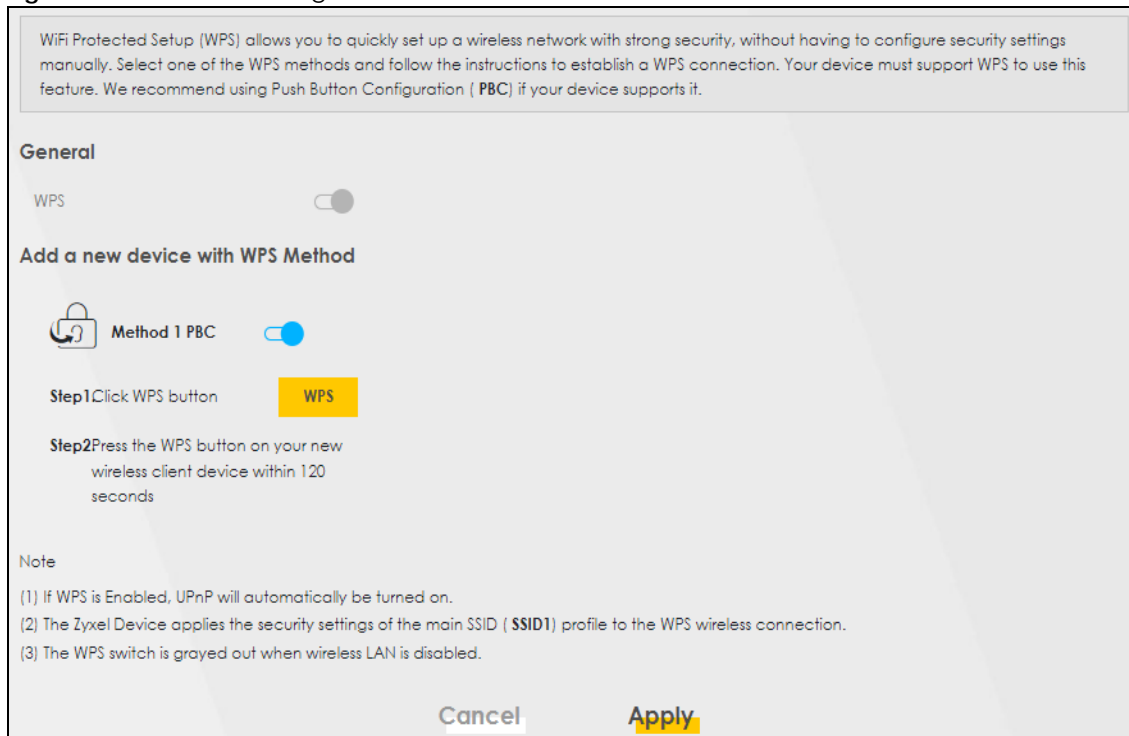 WiFi Protected Setup (WPS) allows you to quickly set up a wireless network with strong security, without having to configure security settings
manually. Select one of the WPS methods and follow the instructions to establish a WPS connection. Your device must support WPS to use this
feature. We recommend using Push Button Configuration ( PBC) if your device supports it.
General
WPS
Add a new device with WPS Method
Method 1 PBC
Step1.Click WPS button WPS
Step2Press the WPS button on your new
wireless client device within 120
seconds
Note
(1) If WPS is Enabled, UPnP will automatically be turned on.
(2) The Zyxel Device applies the security settings of the main SSID ( SSID1) profile to the WPS wireless connection.
(3) The WPS switch is grayed out when wireless LAN is disabled.
Cancel Apply